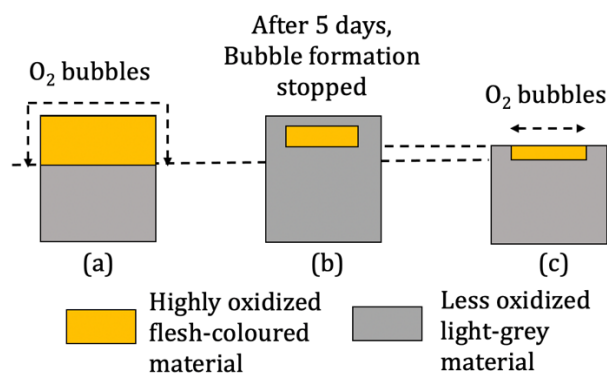 After 5 days,
Bubble formation
stopped
O₂ bubbles
O₂ bubbles
(a)
(b)
(c)
Highly oxidized
flesh-coloured
material
Less oxidized
light-grey
material